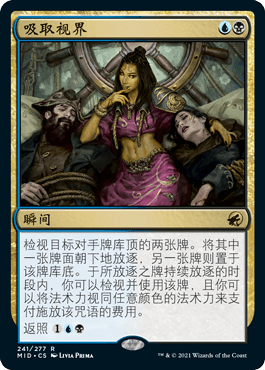 吸取视界
瞬间
检视目标对手牌库顶的两张牌。将其中
一张牌面朝下地放逐，另一张牌则置于
该牌库底。于所放逐之牌持续放逐的时
段内，你可以检视并使用该牌，且你可
以将法术力视同任意颜色的法术力来支
付施放该咒语的费用。
返照 1
241/277 R
MID • CS LIVIA PRIMA
™ & © 2021 Wizards of the Coast